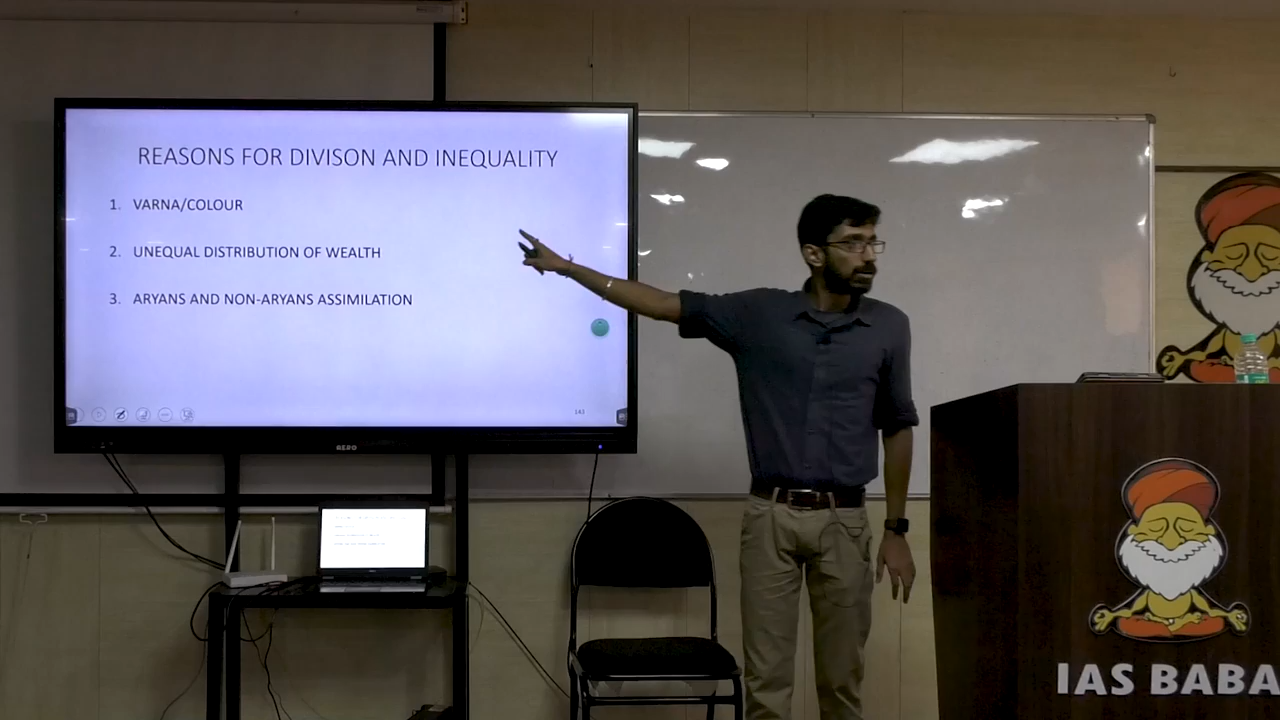 REASONS FOR DIVISON AND INEQUALITY
1. VARNA/COLOUR
2. UNEQUAL DISTRIBUTION OF WEALTH
3. ARYANS AND NON-ARYANS ASSIMILATION
143
AERO
IAS BABA